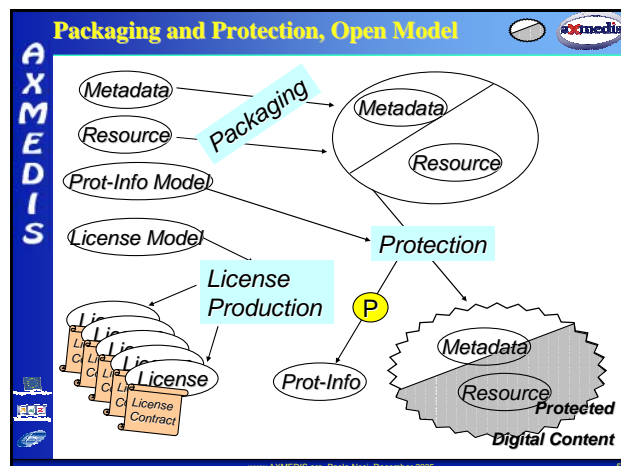 Packaging and Protection, Open Model
axmedis
AXMEDIS
Metadata
Resource
Prot-Info Model
License Model
Packaging
Metadata
Resource
Protection
License
Production
P
License
License
Contract
Prot-Info
Metadata
Resource
Protected
Digital Content